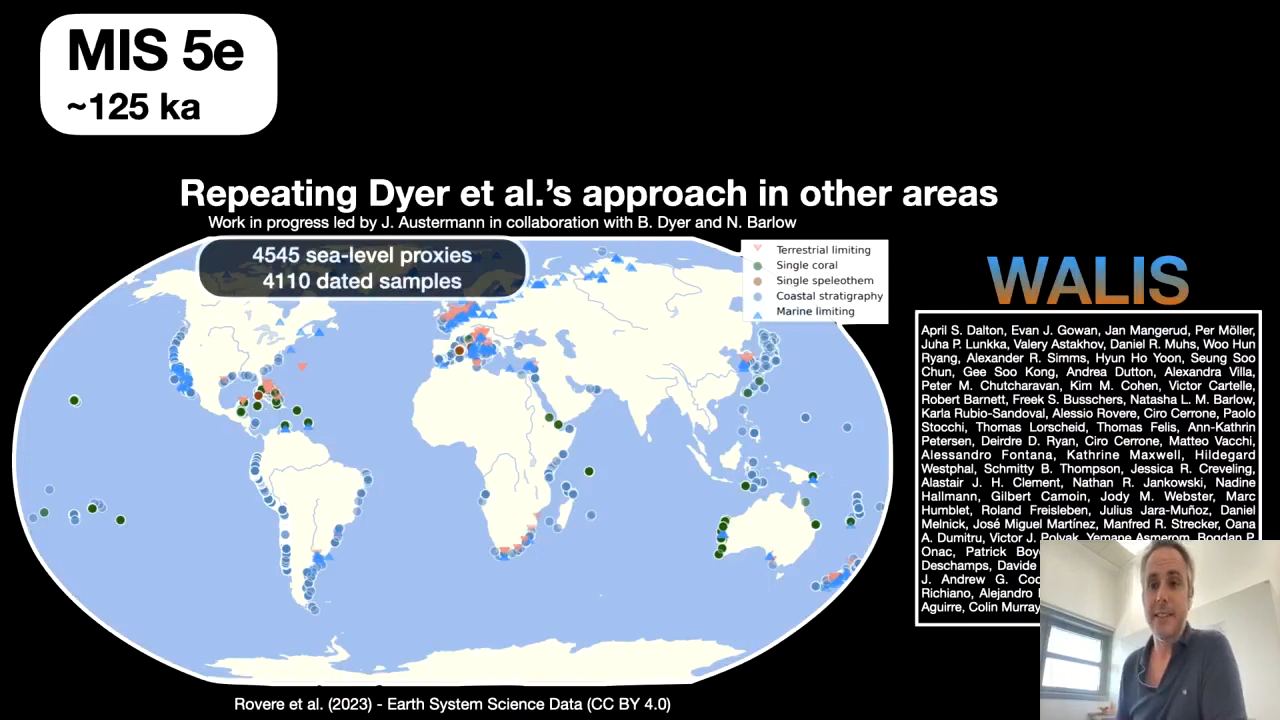 MIS 5e
~125 ka
Repeating Dyer et al.’s approach in other areas
Work in progress led by J. Austermann in collaboration with B. Dyer and N. Barlow
4545 sea-level proxies
4110 dated samples
Terrestrial limiting
Single coral
Single speleothem
Coastal stratigraphy
Marine limiting
WALIS
April S. Dalton, Evan J. Gowan, Jan Mangerud, Per Möller,
Juha P. Lunkka, Valery Astakhov, Daniel R. Muhs, Woo Hun
Ryang, Alexander R. Simms, Hyun Ho Yoon, Seung Soo
Chun, Gee Soo Kong, Andrea Dutton, Alexandra Villa,
Peter M. Chutcharavan, Kim M. Cohen, Victor Cartelle,
Robert Barnett, Freek S. Busschers, Natasha L. M. Barlow,
Karla Rubio-Sandoval, Alessio Rovere, Ciro Cerrone, Paolo
Stocchi, Thomas Lorscheid, Thomas Felis, Ann-Kathrin
Petersen, Deirdre D. Ryan, Ciro Cerrone, Matteo Vacchi,
Alessandro Fontana, Kathrine Maxwell, Hildegard
Westphal, Schmitty B. Thompson, Jessica R. Creveling,
Alastair J. H. Clement, Nathan R. Jankowski, Nadine
Hallmann, Gilbert Camoin, Jody M. Webster, Marc
Humblet, Roland Freisleben, Julius Jara-Muñoz, Daniel
Melnick, José Miguel Martínez, Manfred R. Strecker, Oana
A. Dumitru, Victor J. Polyak, Yemane Asmerom, Bogdan P.
Onac, Patrick
Deschamps, Davide
J. Andrew G.
Richiano, Alejandro
Aguirre, Colin Murray
Rovere et al. (2023) - Earth System Science Data (CC BY 4.0)